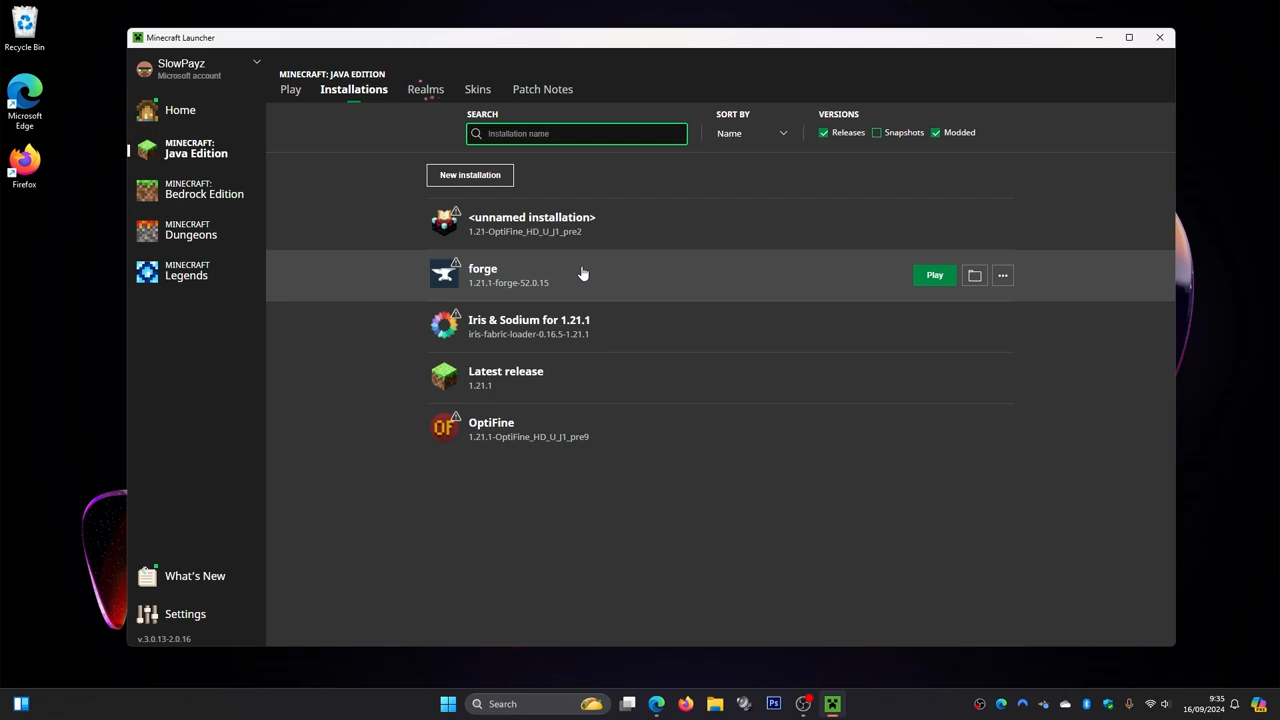 Recycle Bin
Microsoft
Edge
Firefox
Minecraft Launcher
SlowPayz
Microsoft account
Home
MINECRAFT:
Java Edition
MINECRAFT:
Bedrock Edition
MINECRAFT
Dungeons
MINECRAFT
Legends
What's New
Settings
v.3.0.13-2.0.16
MINECRAFT: JAVA EDITION
Play Installations Realms Skins Patch Notes
SEARCH SORT BY VERSIONS
Installation name Name Releases Snapshots Modded
New installation
<unnamed installation>
1.21-OptiFine_HD_U_J1_pre2
forge
1.21.1-forge-52.0.15
Play
Iris & Sodium for 1.21.1
iris-fabric-loader-0.16.5-1.21.1
Latest release
1.21.1
OF
OptiFine
1.21.1-OptiFine_HD_U_J1_pre9
Search
Ps
9:35
16/09/2024